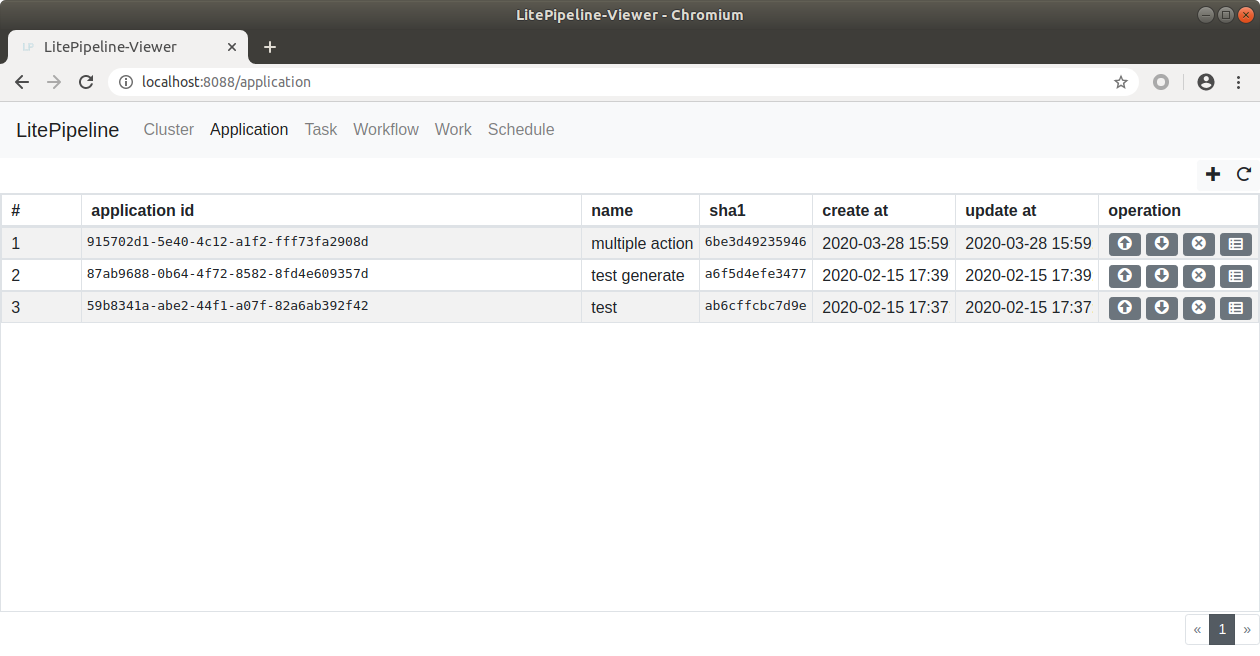 LitePipeline-Viewer - Chromium
LP LitePipeline-Viewer
localhost:8088/application
LitePipeline Cluster Application Task Workflow Work Schedule
# application id name sha1 create at update at operation
1 915702d1-5e40-4c12-a1f2-fff73fa2908d multiple action 6be3d49235946 2020-03-28 15:59 2020-03-28 15:59
2 87ab9688-0b64-4f72-8582-8fd4e609357d test generate a6f5d4efe3477 2020-02-15 17:39 2020-02-15 17:39
3 59b8341a-abe2-44f1-a07f-82a6ab392f42 test ab6cffcbc7d9e 2020-02-15 17:37 2020-02-15 17:37
« 1 »